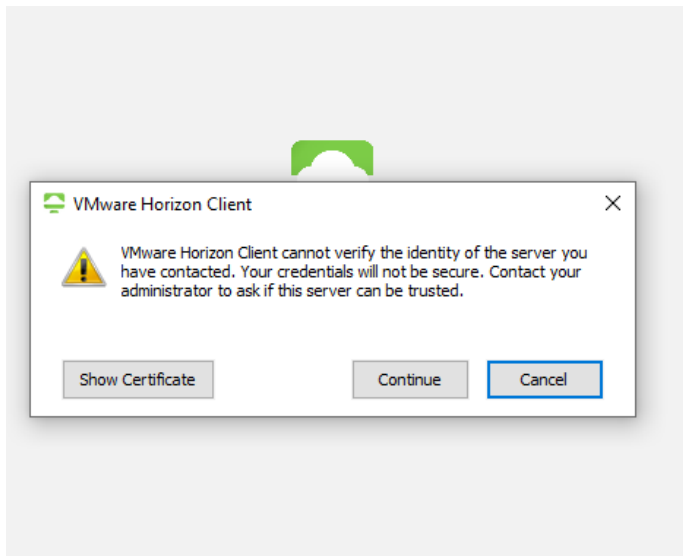 VMware Horizon Client
VMware Horizon Client cannot verify the identity of the server you
have contacted. Your credentials will not be secure. Contact your
administrator to ask if this server can be trusted.
Show Certificate
Continue
Cancel